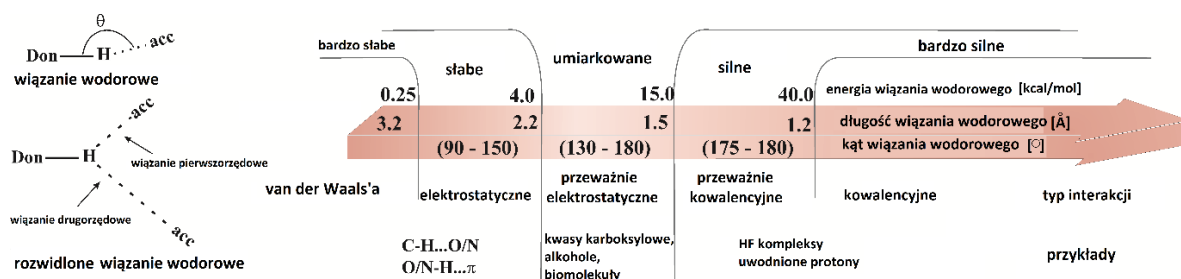 θ
Don—H.....acc
wiązanie wodorowe
acc
Don—H
wiązanie pierwszorzędowe
wiązanie drugorzędowe
acc
rozwidlone wiązanie wodorowe
bardzo słabe
słabe
umiarkowane
silne
bardzo silne
0.25 4.0 15.0 40.0 energia wiązania wodorowego [kcal/mol]
3.2 2.2 1.5 1.2 długość wiązania wodorowego [Å]
(90 - 150) (130 - 180) (175 - 180) kąt wiązania wodorowego [O]
van der Waals'a
elektrostatyczne
przeważnie
elektrostatyczne
przeważnie
kowalencyjne
kowalencyjne
typ interakcji
C-H...O/N
O/N-H...π
kwasy karboksylowe,
alkohole,
biomolekuły
HF kompleksy
uwodnione protony
przykłady